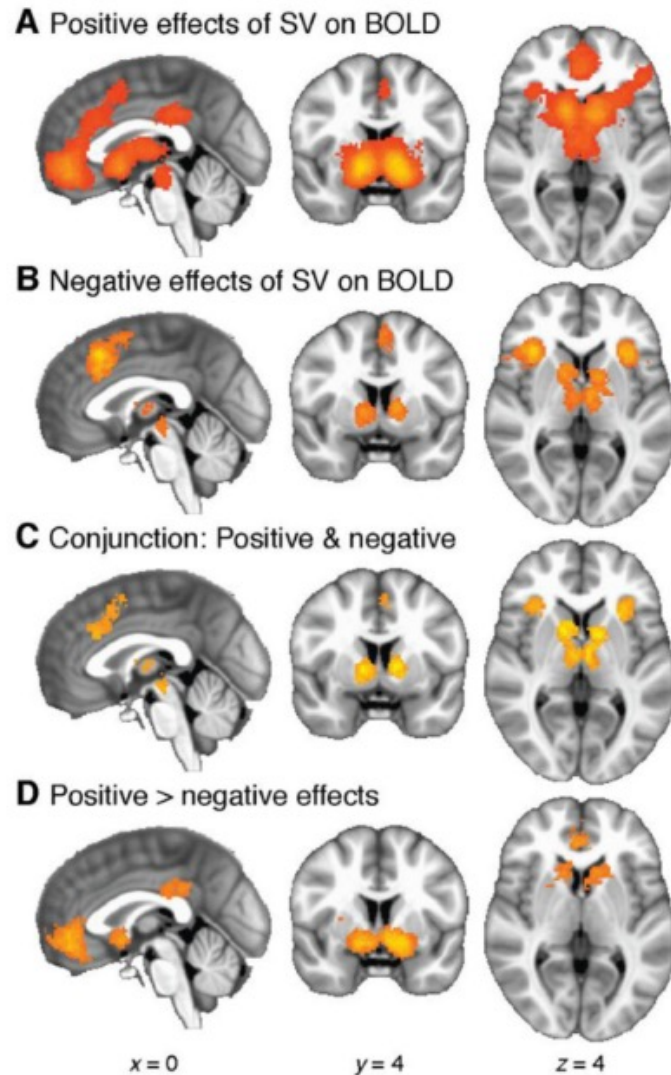 A Positive effects of SV on BOLD
B Negative effects of SV on BOLD
C Conjunction: Positive & negative
D Positive > negative effects
x = 0 y = 4 z = 4